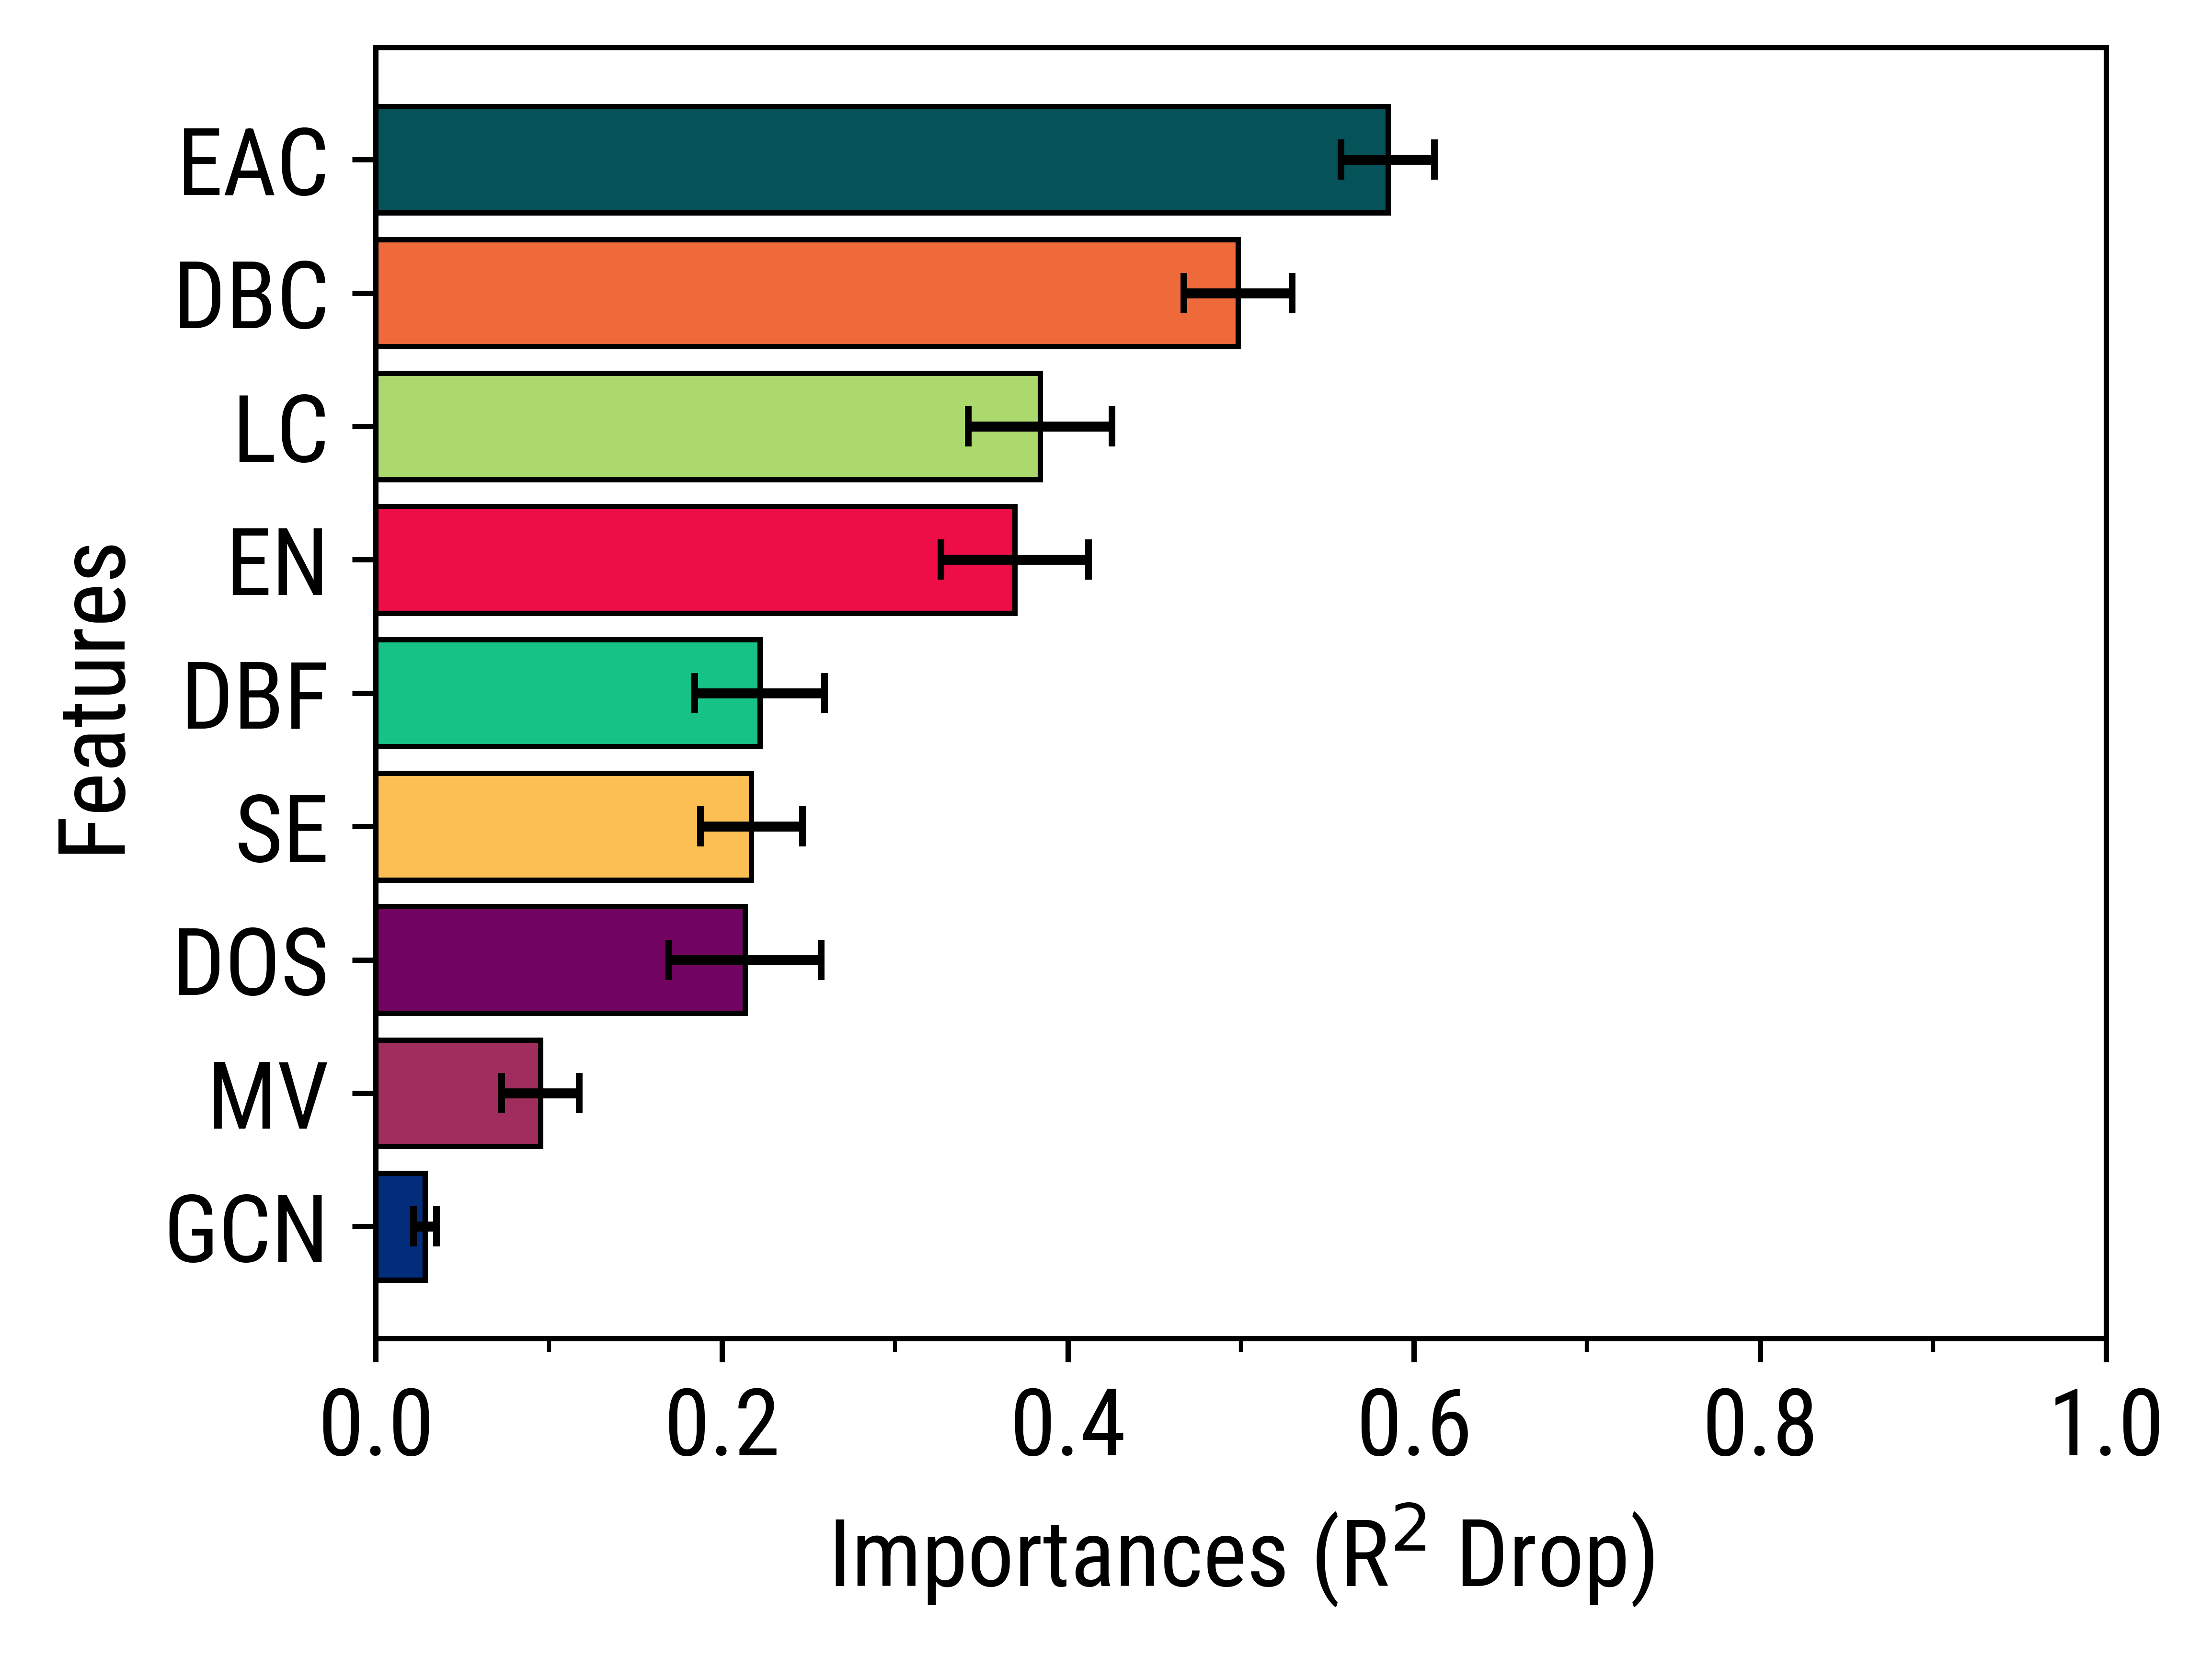 Features
EAC
DBC
LC
EN
DBF
SE
DOS
MV
GCN
0.0 0.2 0.4 0.6 0.8 1.0
Importances (R² Drop)